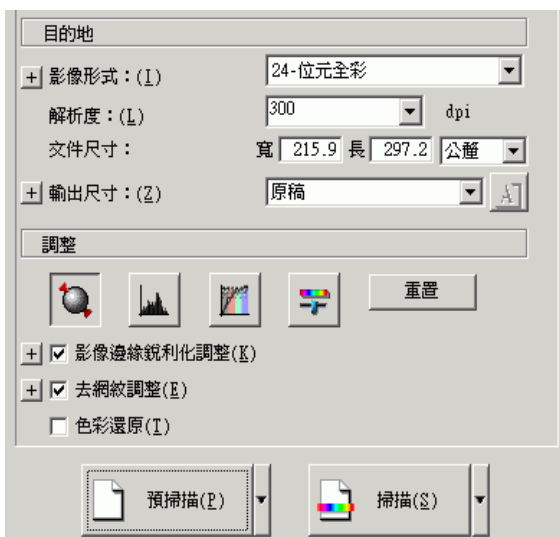 目的地
影像形式：(I) 24-位元全彩
解析度：(L) 300 dpi
文件尺寸： 寬 215.9 長 297.2 公釐
輸出尺寸：(Z) 原稿 A
調整
重置
影像邊緣銳利化調整(K)
去網紋調整(E)
色彩還原(T)
預掃描(P) 掃描(S)